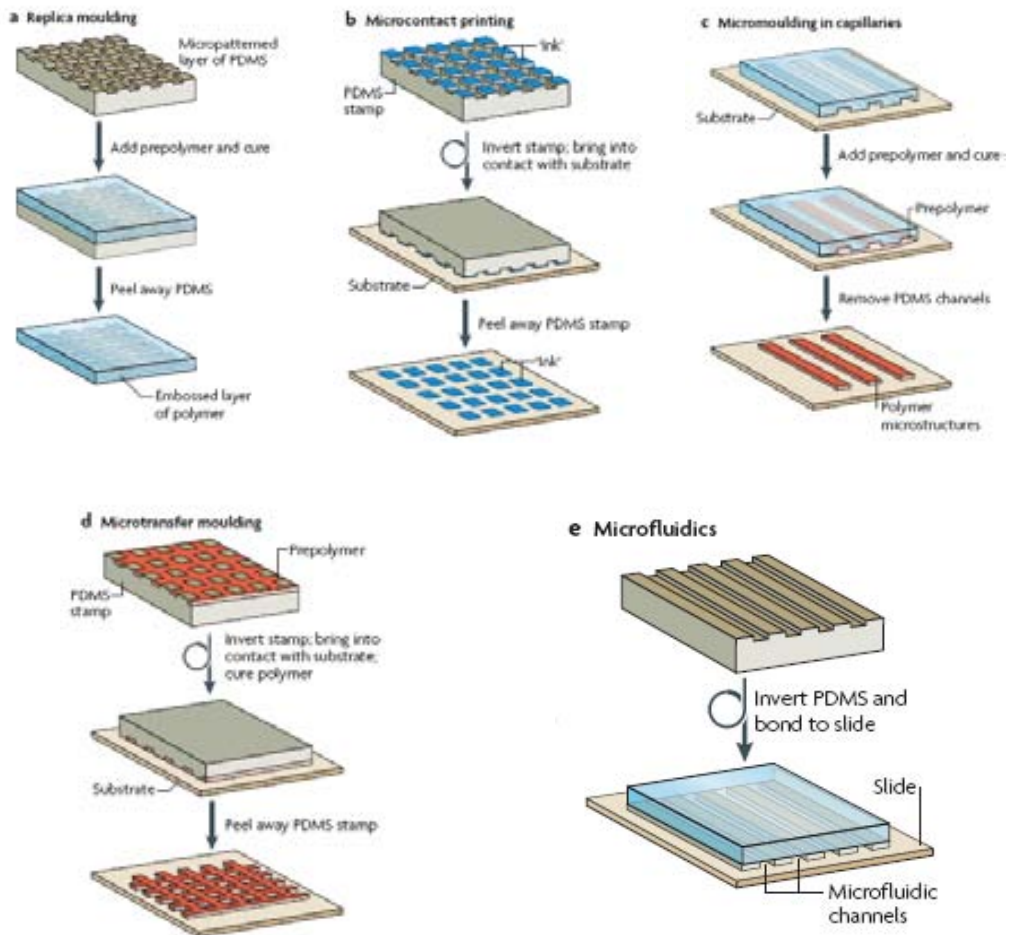 a Replica moulding
Micropatterned
layer of PDMS
Add prepolymer and cure
Peel away PDMS
Embossed layer
of polymer
b Microcontact printing
'Ink'
PDMS
stamp
Invert stamp; bring into
contact with substrate
Substrate
Peel away PDMS stamp
'Ink'
c Micromoulding in capillaries
Substrate
Add prepolymer and cure
Prepolymer
Remove PDMS channels
Polymer
microstructures
d Microtransfer moulding
Prepolymer
PDMS
stamp
Invert stamp; bring into
contact with substrate;
cure polymer
Substrate
Peel away PDMS stamp
e Microfluidics
Invert PDMS and
bond to slide
Slide
Microfluidic
channels